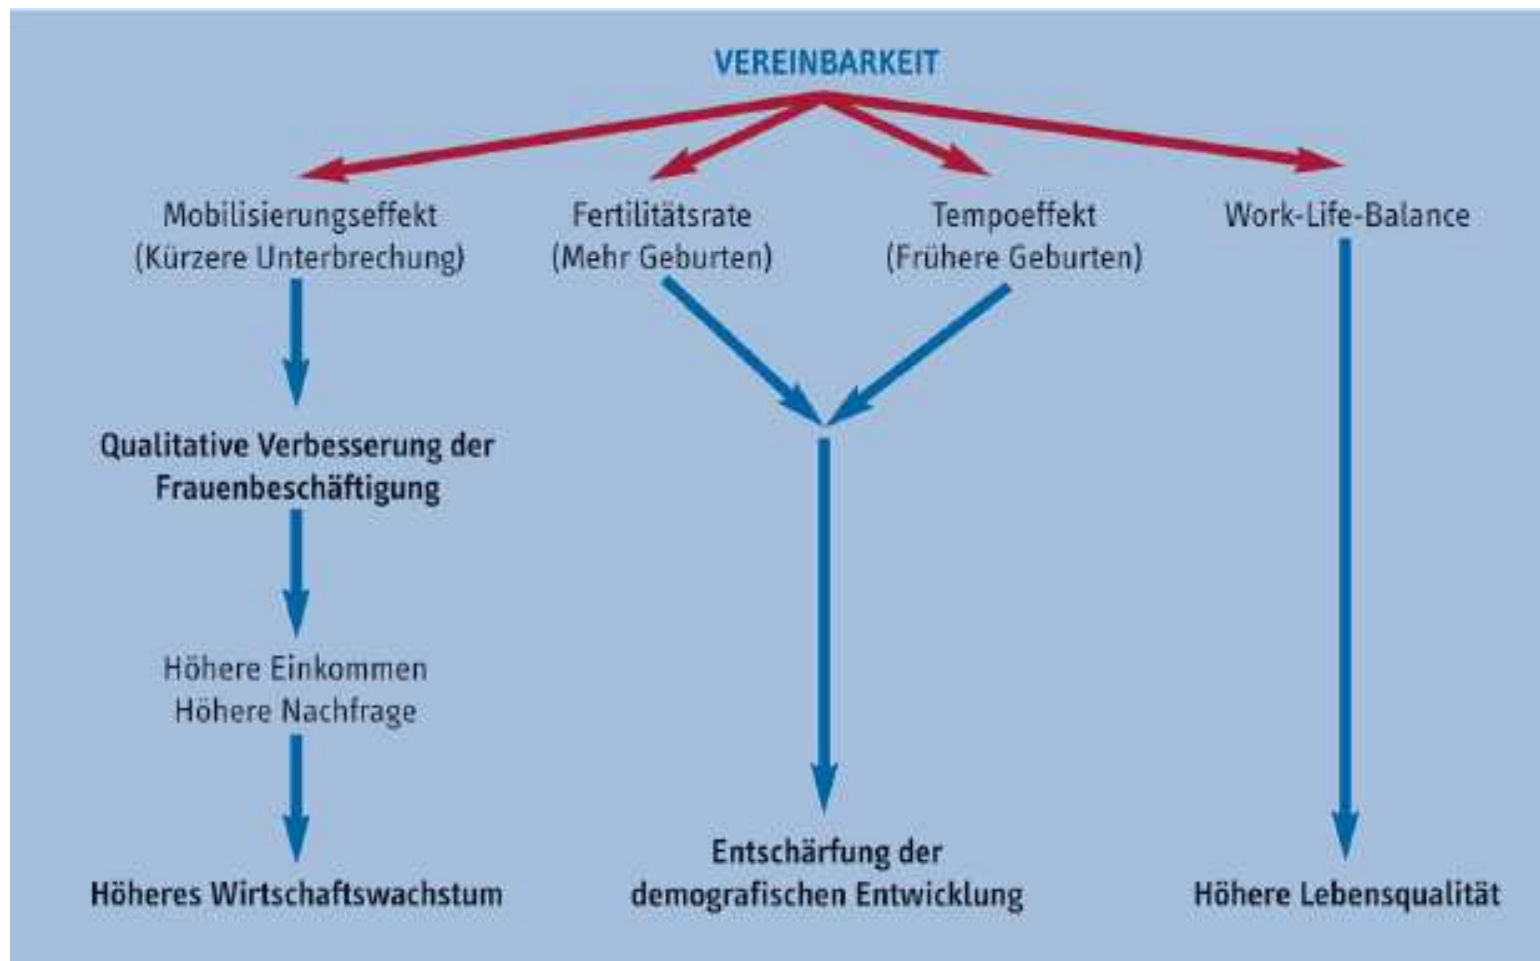 VEREINBARKEIT
Mobilisierungseffekt
(Kürzere Unterbrechung)
Fertilitätsrate
(Mehr Geburten)
Tempoeffekt
(Frühere Geburten)
Work-Life-Balance
Qualitative Verbesserung der
Frauenbeschäftigung
Höhere Einkommen
Höhere Nachfrage
Höheres Wirtschaftswachstum
Entschärfung der
demografischen Entwicklung
Höhere Lebensqualität